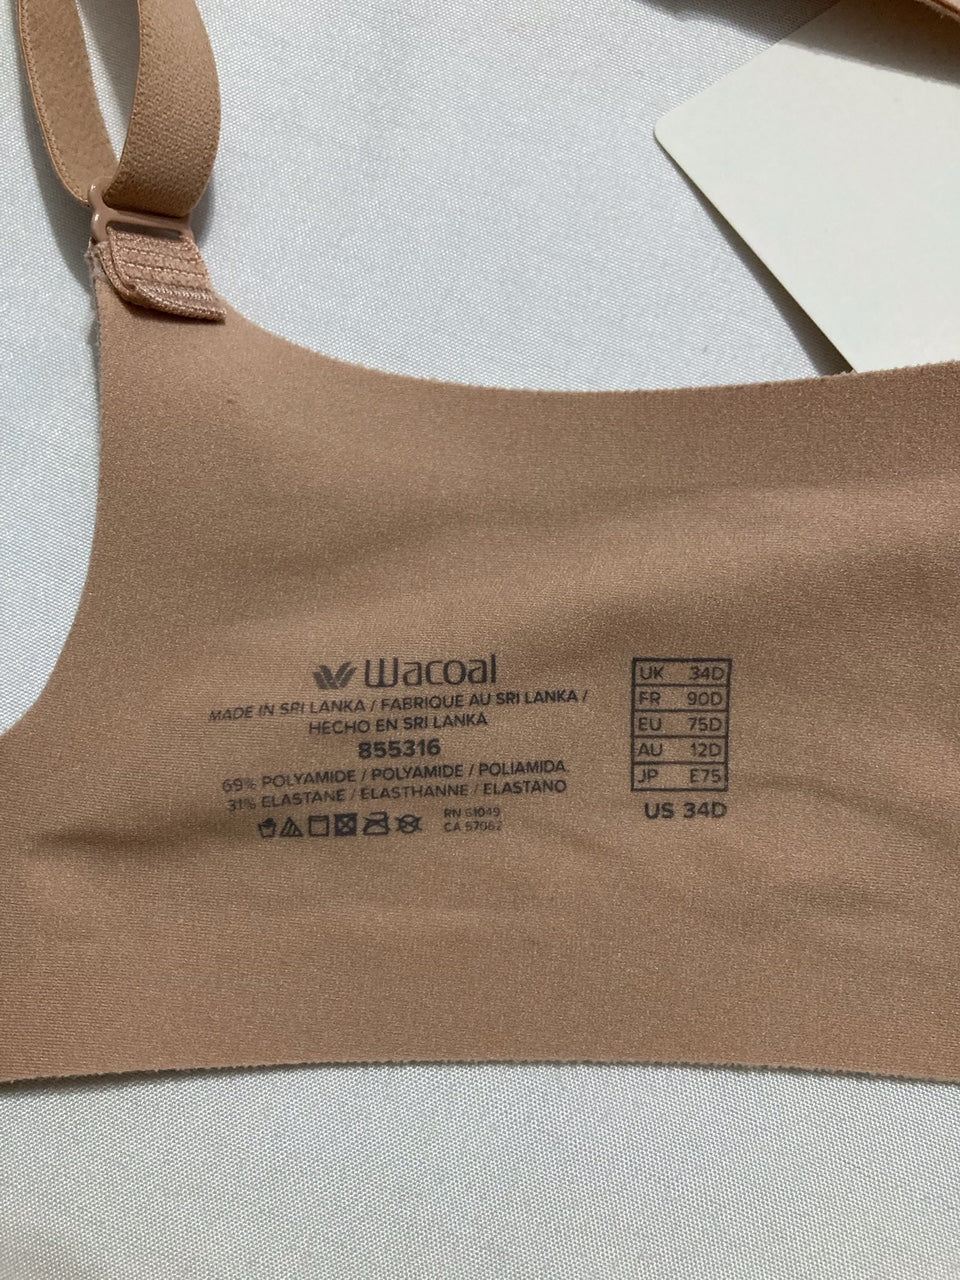 Wacoal
MADE IN SRI LANKA / FABRIQUE AU SRI LANKA /
HECHO EN SRI LANKA
855316
69% POLYAMIDE / POLYAMIDE / POLIAMIDA
31% ELASTANE / ELASTHANNE / ELASTANO
RN 61049
CA 57062
UK 34D
FR 90D
EU 75D
AU 12D
JP E75
US 34D